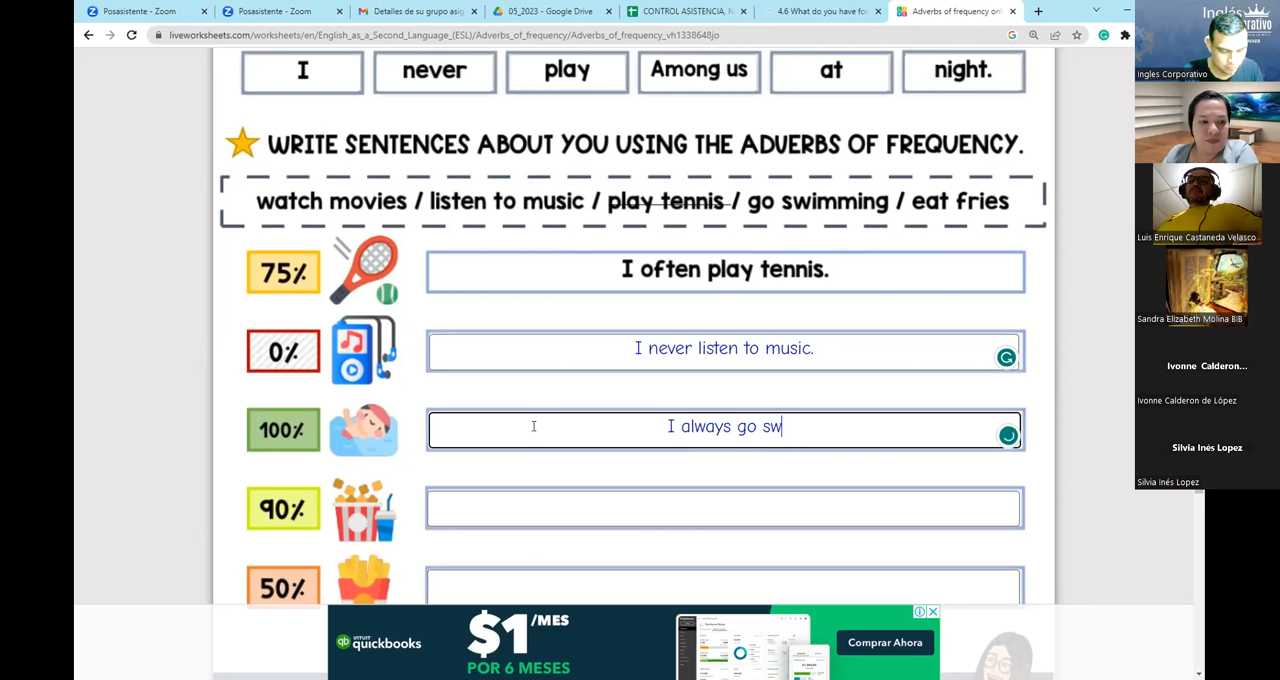 Posasistente - Zoom
Posasistente - Zoom
Detalles de su grupo asig
05_2023 - Google Drive
CONTROL ASISTENCIA, N
4.6 What do you have for
Adverbs of frequency onl
liveworksheets.com/worksheets/en/English_as_a_Second_Language_(ESL)/Adverbs_of_frequency/Adverbs_of_frequency_vh1338648jo
I never play Among us at night.
WRITE SENTENCES ABOUT YOU USING THE ADVERBS OF FREQUENCY.
watch movies / listen to music / play tennis / go swimming / eat fries
75% I often play tennis.
0% I never listen to music.
100% I always go sw
90%
50%
INTUIT quickbooks
$1/MES
POR 6 MESES
Comprar Ahora
Ingles Corporativo
Luis Enrique Castaneda Velasco
Sandra Elizabeth Molina BIB
Ivonne Calderon...
Ivonne Calderon de López
Silvia Inés Lopez
Silvia Inés Lopez